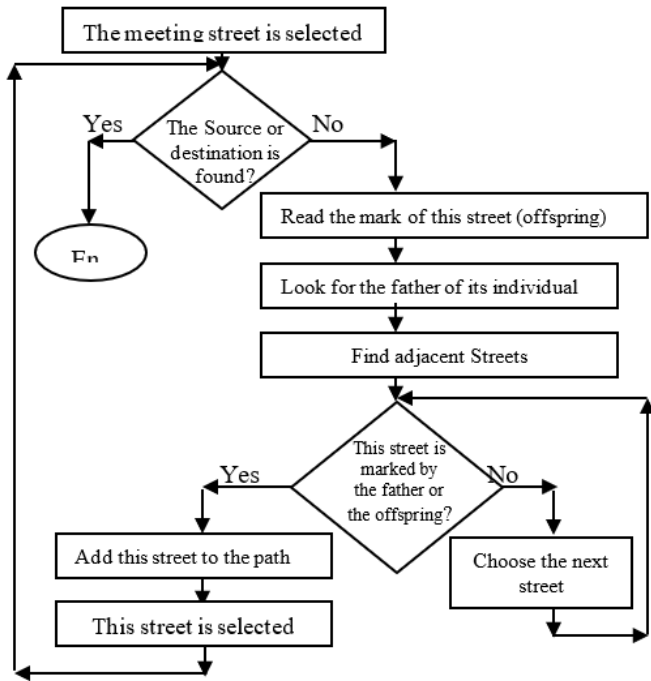 The meeting street is selected
Yes
No
The Source or
destination is
found?
Read the mark of this street (offspring)
En
Look for the father of its individual
Find adjacent Streets
This street is
marked by
the father or
the offspring?
Yes
No
Add this street to the path
Choose the next
street
This street is selected